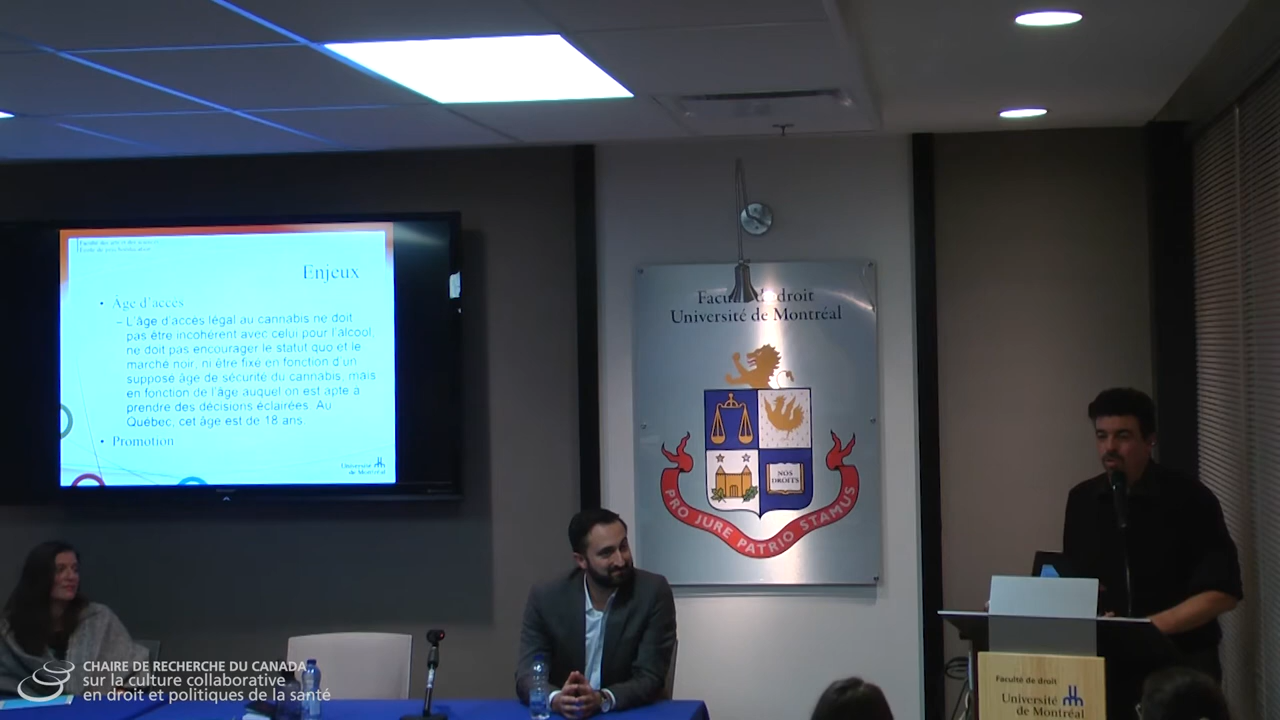 Enjeux
• Âge d'accès
– L'âge d'accès légal au cannabis ne doit
pas être incohérent avec celui pour l'alcool,
ne doit pas encourager le statut quo et le
marché noir, ni être fixé en fonction d'un
supposé âge de sécurité du cannabis, mais
en fonction de l'âge auquel on est apte à
prendre des décisions éclairées. Au
Québec, cet âge est de 18 ans.
• Promotion
Université
de Montréal
Faculté de droit
Université de Montréal
NOS
DROITS
PRO JURE PATRIO STAMUS
Faculté de droit
Université
de Montréal
CHAIRE DE RECHERCHE DU CANADA
sur la culture collaborative
en droit et politiques de la santé